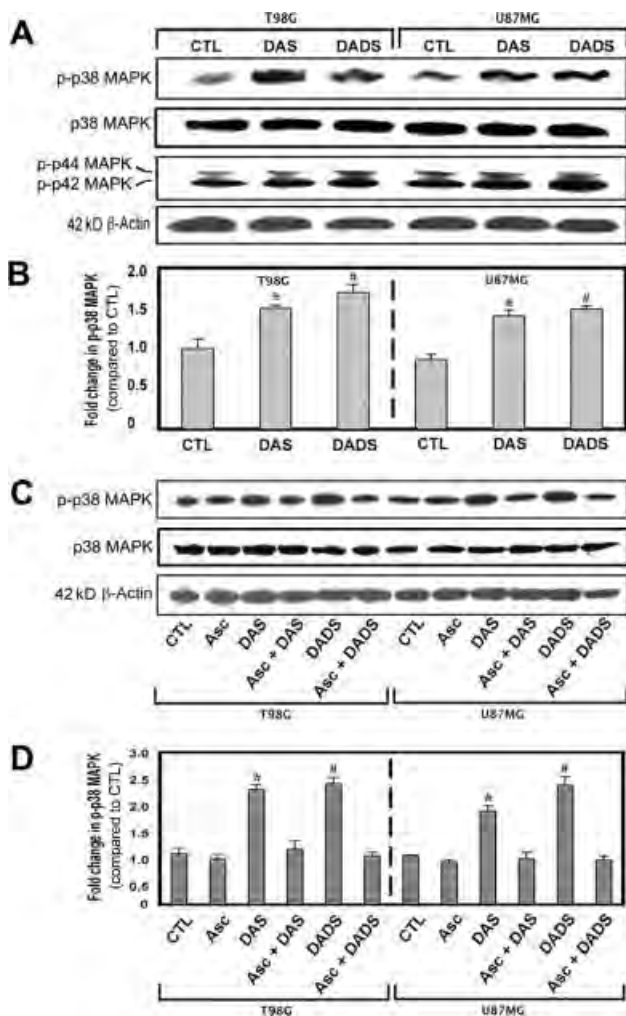 T98G U87MG
A CTL DAS DADS CTL DAS DADS
p-p38 MAPK
p38 MAPK
p-p44 MAPK
p-p42 MAPK
42 kD β-Actin
B
Fold change in p-p38 MAPK
(compared to CTL)
2.0
1.5
1.0
0.5
0
T98G U87MG
* * * #
CTL DAS DADS CTL DAS DADS
C
p-p38 MAPK
p38 MAPK
42 kD β-Actin
CTL Asc DAS Asc + DAS DADS Asc + DADS CTL Asc DAS Asc + DAS DADS Asc + DADS
T98G U87MG
D
Fold change in p-p38 MAPK
(compared to CTL)
3.0
2.5
2.0
1.5
1.0
0.5
0
* # * #
CTL Asc DAS Asc + DAS DADS Asc + DADS CTL Asc DAS Asc + DAS DADS Asc + DADS
T98G U87MG